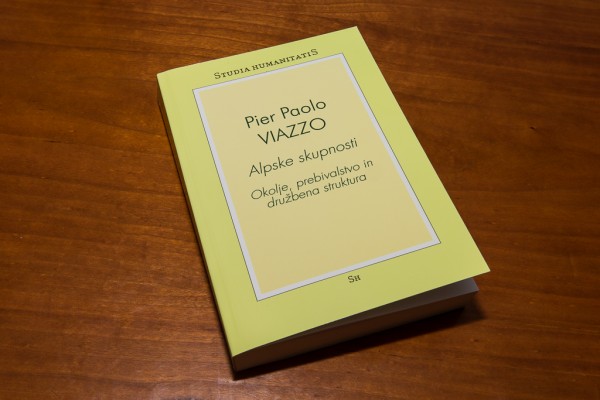 STUDIA HUMANITATIS
Pier Paolo
VIAZZO
Alpske skupnosti
Okolje, prebivalstvo in
družbena struktura
SH